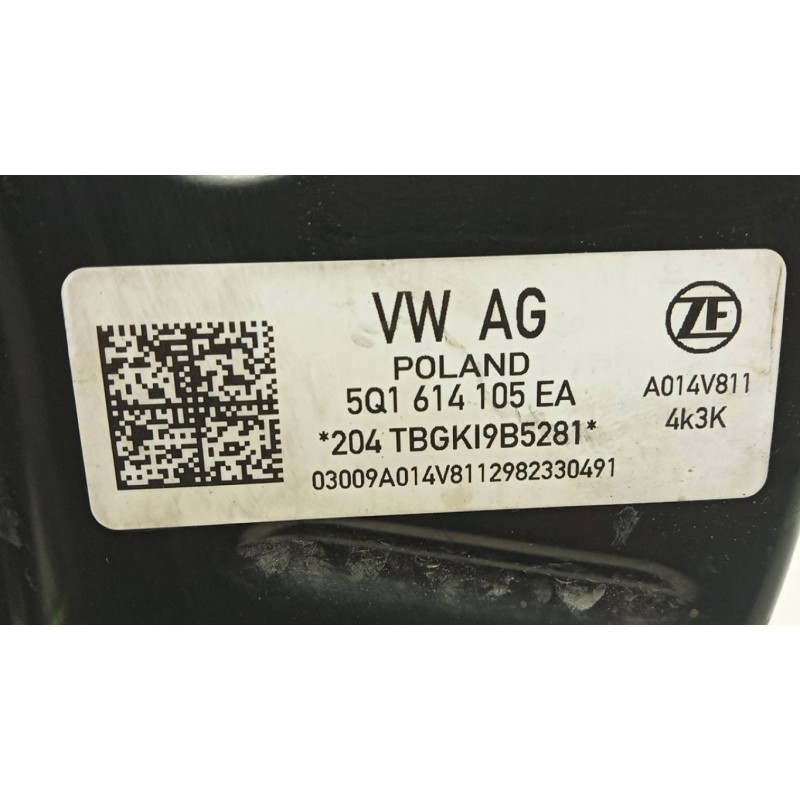 VW AG
POLAND
5Q1 614 105 EA
*204 TBGKI9B5281*
03009A014V8112982330491
ZF
A014V811
4k3K